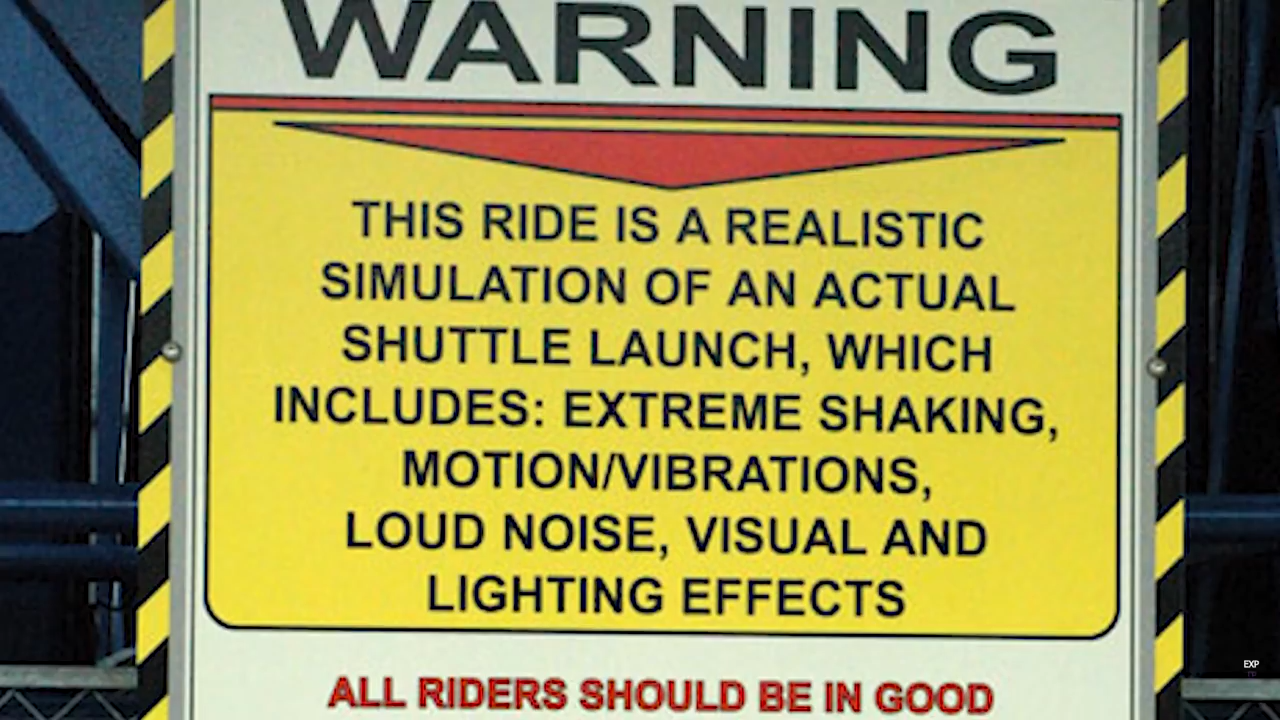 WARNING
THIS RIDE IS A REALISTIC
SIMULATION OF AN ACTUAL
SHUTTLE LAUNCH, WHICH
INCLUDES: EXTREME SHAKING,
MOTION/VIBRATIONS,
LOUD NOISE, VISUAL AND
LIGHTING EFFECTS
ALL RIDERS SHOULD BE IN GOOD
EXP